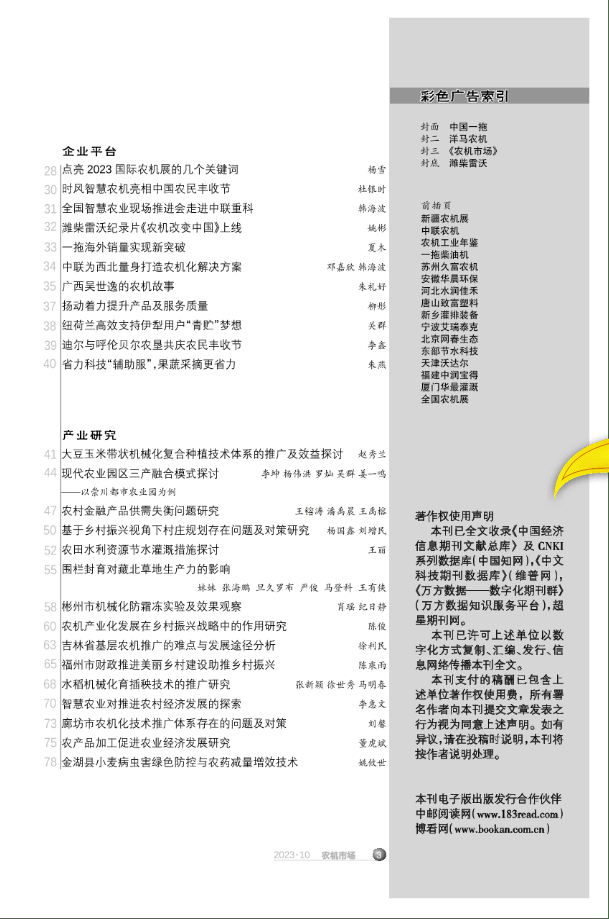 企业平台
28 点亮 2023 国际农机展的几个关键词 杨雪
30 时风智慧农机亮相中国农民丰收节 杜银时
31 全国智慧农业现场推进会走进中联重科 韩海波
32 潍柴雷沃纪录片《农机改变中国》上线 姚彬
33 一拖海外销量实现新突破 夏木
34 中联为西北量身打造农机化解决方案 邓嘉欣 韩海波
35 广西吴世逸的农机故事 朱礼好
37 扬动着力提升产品及服务质量 柳彤
38 纽荷兰高效支持伊犁用户“青贮”梦想 关群
39 迪尔与呼伦贝尔农垦共庆农民丰收节 李鑫
40 省力科技“辅助服”,果蔬采摘更省力 朱燕
产业研究
41 大豆玉米带状机械化复合种植技术体系的推广及效益探讨 赵秀兰
44 现代农业园区三产融合模式探讨 李坤 杨伟洪 罗灿 吴群 姜一鸣
——以崇川都市农业园为例
47 农村金融产品供需失衡问题研究 王榕涛 潘禹晨 王禹榕
50 基于乡村振兴视角下村庄规划存在问题及对策研究 杨国鑫 刘增民
52 农田水利资源节水灌溉措施探讨 王丽
55 围栏封育对藏北草地生产力的影响
妹妹 张海鹏 旦久罗布 严俊 马登科 王有侠
58 彬州市机械化防霜冻实验及效果观察 肖瑶 纪日静
60 农机产业化发展在乡村振兴战略中的作用研究 陈俊
63 吉林省基层农机推广的难点与发展途径分析 徐利民
65 福州市财政推进美丽乡村建设助推乡村振兴 陈乘雨
68 水稻机械化育插秧技术的推广研究 张新颖 徐世秀 马明春
70 智慧农业对推进农村经济发展的探索 李惠文
73 廊坊市农机化技术推广体系存在的问题及对策 刘馨
75 农产品加工促进农业经济发展研究 董虎斌
78 金湖县小麦病虫害绿色防控与农药减量增效技术 姚攸世
2023·10 农机市场 3
彩色广告索引
封面 中国一拖
封二 洋马农机
封三 《农机市场》
封底 潍柴雷沃
前插页
新疆农机展
中联农机
农机工业年鉴
一拖柴油机
苏州久富农机
安徽华晨环保
河北水润佳禾
唐山致富塑料
新乡灌排装备
宁波艾瑞泰克
北京网春生态
东部节水科技
天津沃达尔
福建中润宝得
厦门华最灌溉
全国农机展
著作权使用声明
本刊已全文收录《中国经济
信息期刊文献总库》及 CNKI
系列数据库(中国知网),《中文
科技期刊数据库》(维普网),
《万方数据——数字化期刊群》
(万方数据知识服务平台),超
星期刊网。
本刊已许可上述单位以数
字化方式复制、汇编、发行、信
息网络传播本刊全文。
本刊支付的稿酬已包含上
述单位著作权使用费,所有署
名作者向本刊提交文章发表之
行为视为同意上述声明。如有
异议,请在投稿时说明,本刊将
按作者说明处理。
本刊电子版出版发行合作伙伴
中邮阅读网(www.183read.com)
博看网(www.bookan.com.cn)